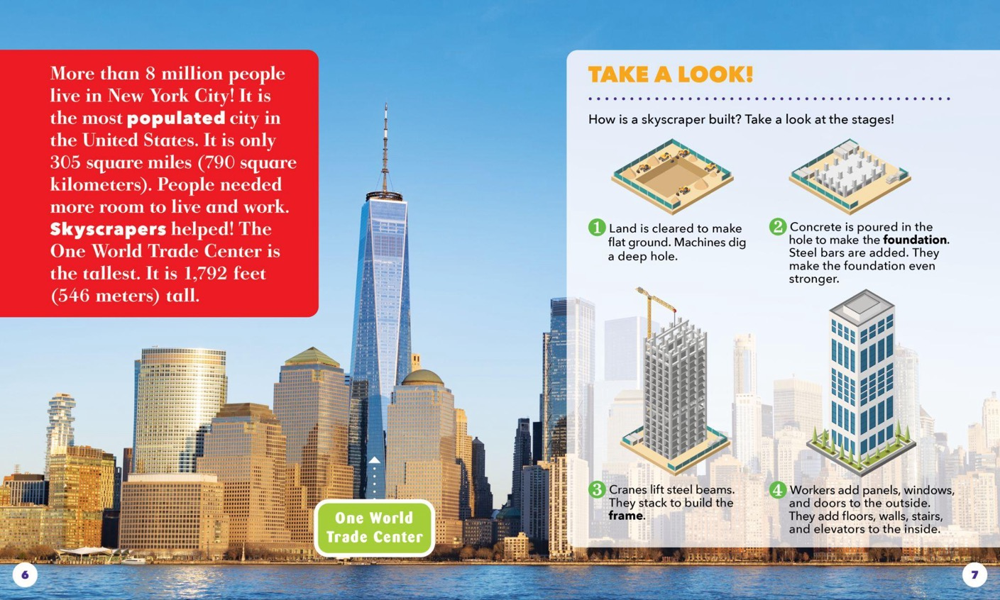 More than 8 million people
live in New York City! It is
the most populated city in
the United States. It is only
305 square miles (790 square
kilometers). People needed
more room to live and work.
Skyscrapers helped! The
One World Trade Center is
the tallest. It is 1,792 feet
(546 meters) tall.
One World
Trade Center
6
TAKE A LOOK!
How is a skyscraper built? Take a look at the stages!
1 Land is cleared to make
flat ground. Machines dig
a deep hole.
2 Concrete is poured in the
hole to make the foundation.
Steel bars are added. They
make the foundation even
stronger.
3 Cranes lift steel beams.
They stack to build the
frame.
4 Workers add panels, windows,
and doors to the outside.
They add floors, walls, stairs,
and elevators to the inside.
7